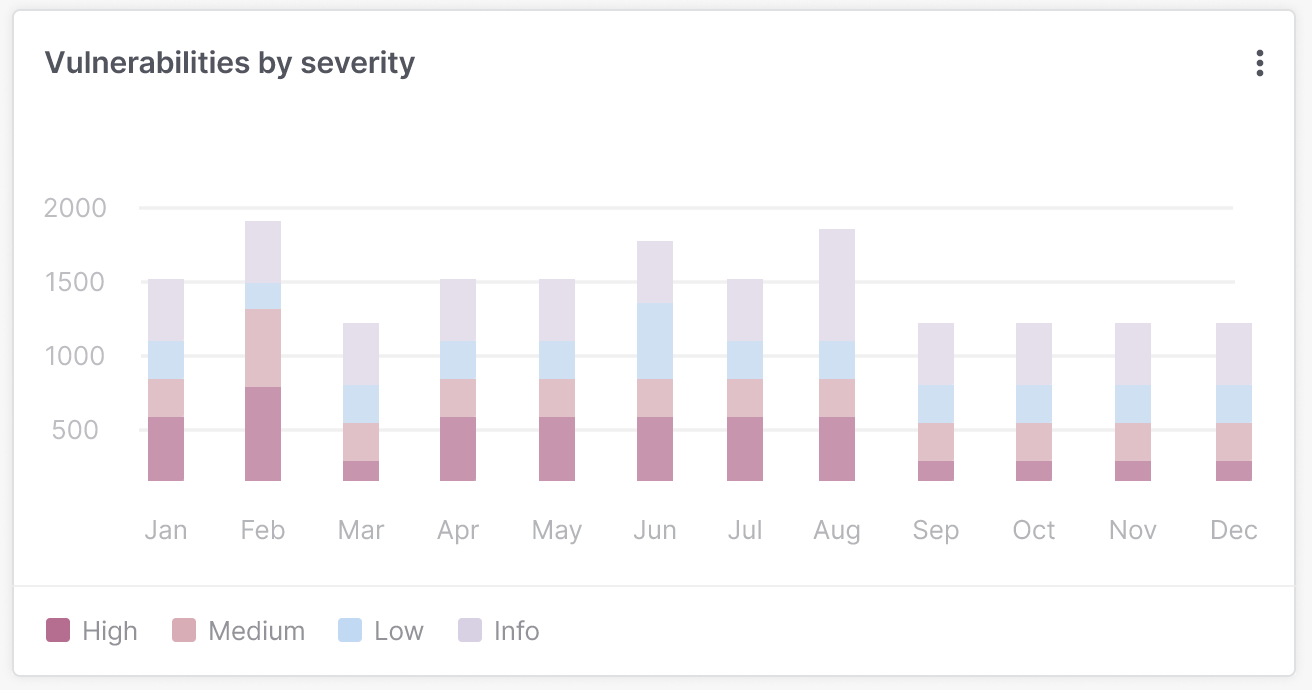 Vulnerabilities by severity
2000
1500
1000
500
Jan Feb Mar Apr May Jun Jul Aug Sep Oct Nov Dec
High Medium Low Info